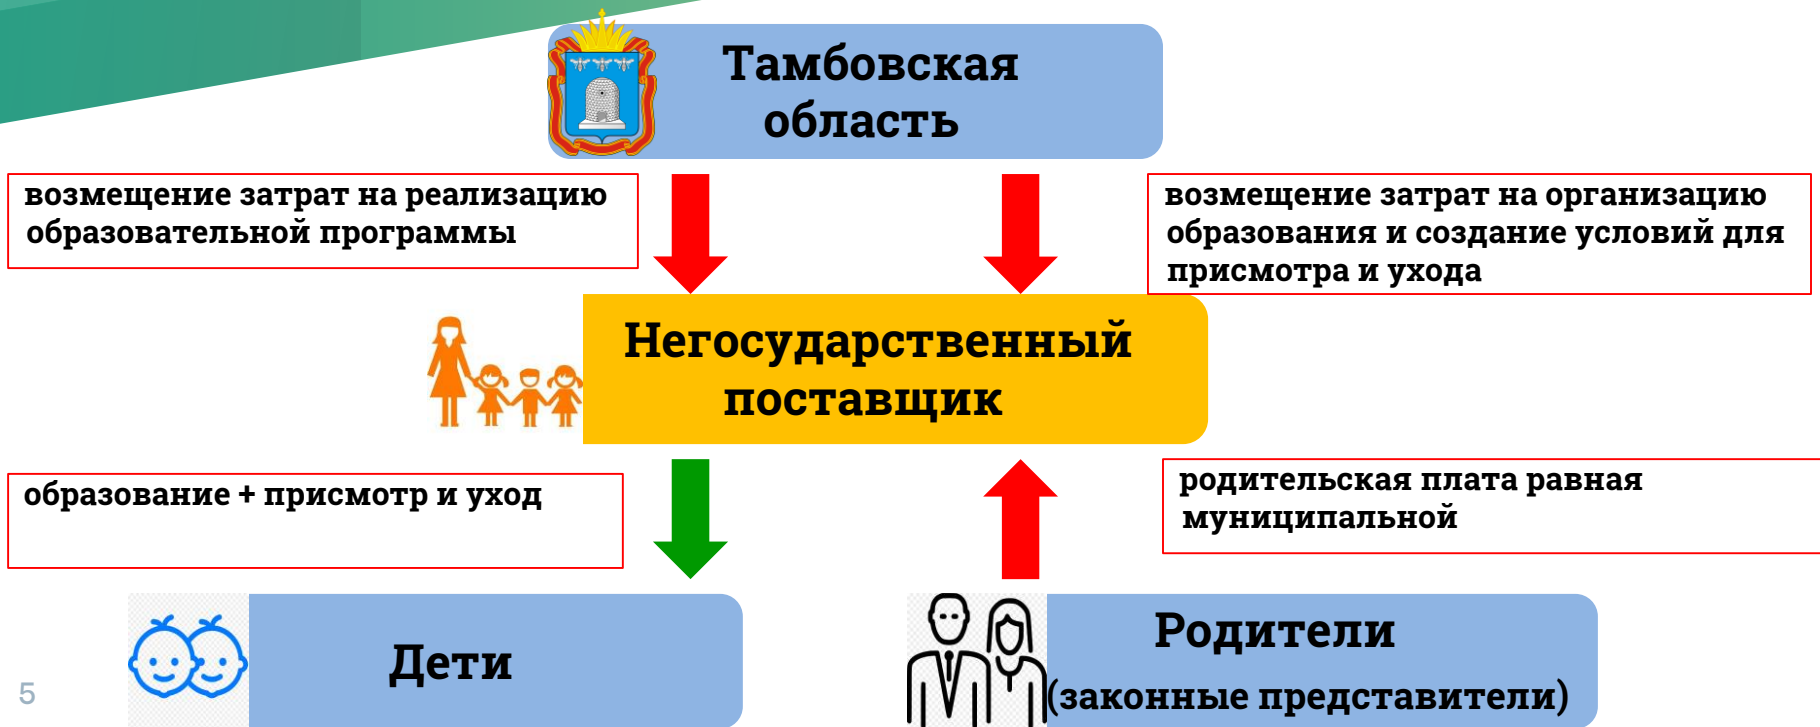 Тамбовская
область
возмещение затрат на реализацию
образовательной программы
возмещение затрат на организацию
образования и создание условий для
присмотра и ухода
Негосударственный
поставщик
образование + присмотр и уход
родительская плата равная
муниципальной
Дети
Родители
(законные представители)
5